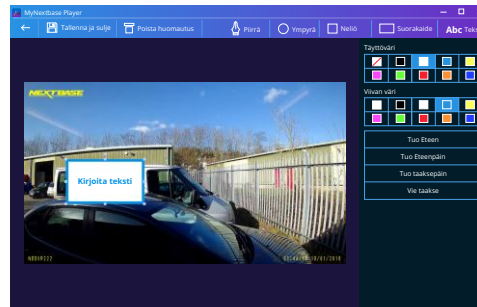 MyNextbase Player
Tallenna ja sulje
Poista huomautus
Piirrä
Ympyrä
Neliö
Suorakaide
Abc Teks
Täyttöväri
NEXTBASE
Viivan väri
Tuo Eteen
Tuo Eteenpäin
Tuo taaksepäin
Vie taakse
Kirjoita teksti